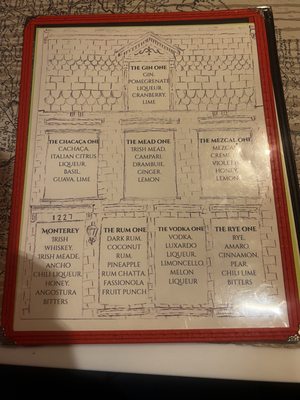 THE GIN ONE
GIN,
POMEGRENATE
LIQUEUR,
CRANBERRY,
LIME
THE CHACAÇA ONE
CACHACA,
ITALIAN CITRUS
LIQUEUR,
BASIL,
GUAVA, LIME
THE MEAD ONE
IRISH MEAD,
CAMPARI,
DRAMBUIE,
GINGER,
LEMON
THE MEZCAL ONE
MEZCAL,
CREME
VIOLET
HONEY,
LEMON
1227
MONTEREY
IRISH
WHISKEY,
IRISH MEADE,
ANCHO
CHILI LIQUEUR,
HONEY,
ANGOSTURA
BITTERS
THE RUM ONE
DARK RUM,
COCONUT
RUM,
PINEAPPLE
RUM CHATTA,
FASSIONOLA
FRUIT PUNCH
THE VODKA ONE
VODKA,
LUXARDO
LIQUEUR,
LIMONCELLO,
MELON
LIQUEUR
THE RYE ONE
RYE,
AMARO,
CINNAMON,
PEAR,
CHILI LIME
BITTERS